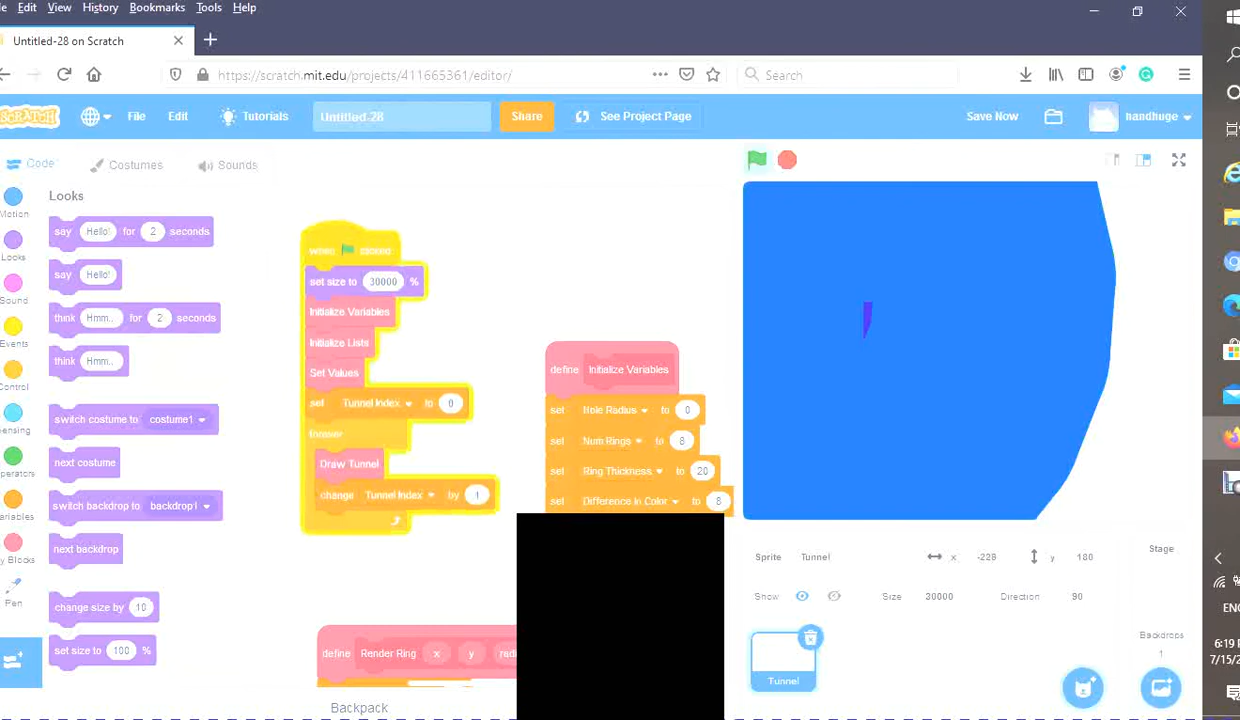 Edit View History Bookmarks Tools Help
Untitled-28 on Scratch
https://scratch.mit.edu/projects/411665361/editor/
Search
SCRATCH File Edit Tutorials Untitled-28 Share See Project Page Save Now handhuge
Code Costumes Sounds
Motion
Looks
Sound
Events
Control
Looks
say Hello! for 2 seconds
say Hello!
think Hmm... for 2 seconds
think Hmm...
switch costume to costume1
next costume
switch backdrop to backdrop1
next backdrop
change size by 10
set size to 100 %
My Blocks
Pen
when clicked
set size to 30000 %
Initialize Variables
Initialize Lists
Set Values
set Tunnel Index to 0
forever
Draw Tunnel
change Tunnel Index by 1
define Initialize Variables
set Hole Radius to 0
set Num Rings to 8
set Ring Thickness to 20
set Difference in Color to 8
define Render Ring x y
Backpack
Sprite Tunnel x -228 y 180
Show Size 30000 Direction 90
Tunnel
Stage
Backdrops
1
ENG
6:19
7/15/2